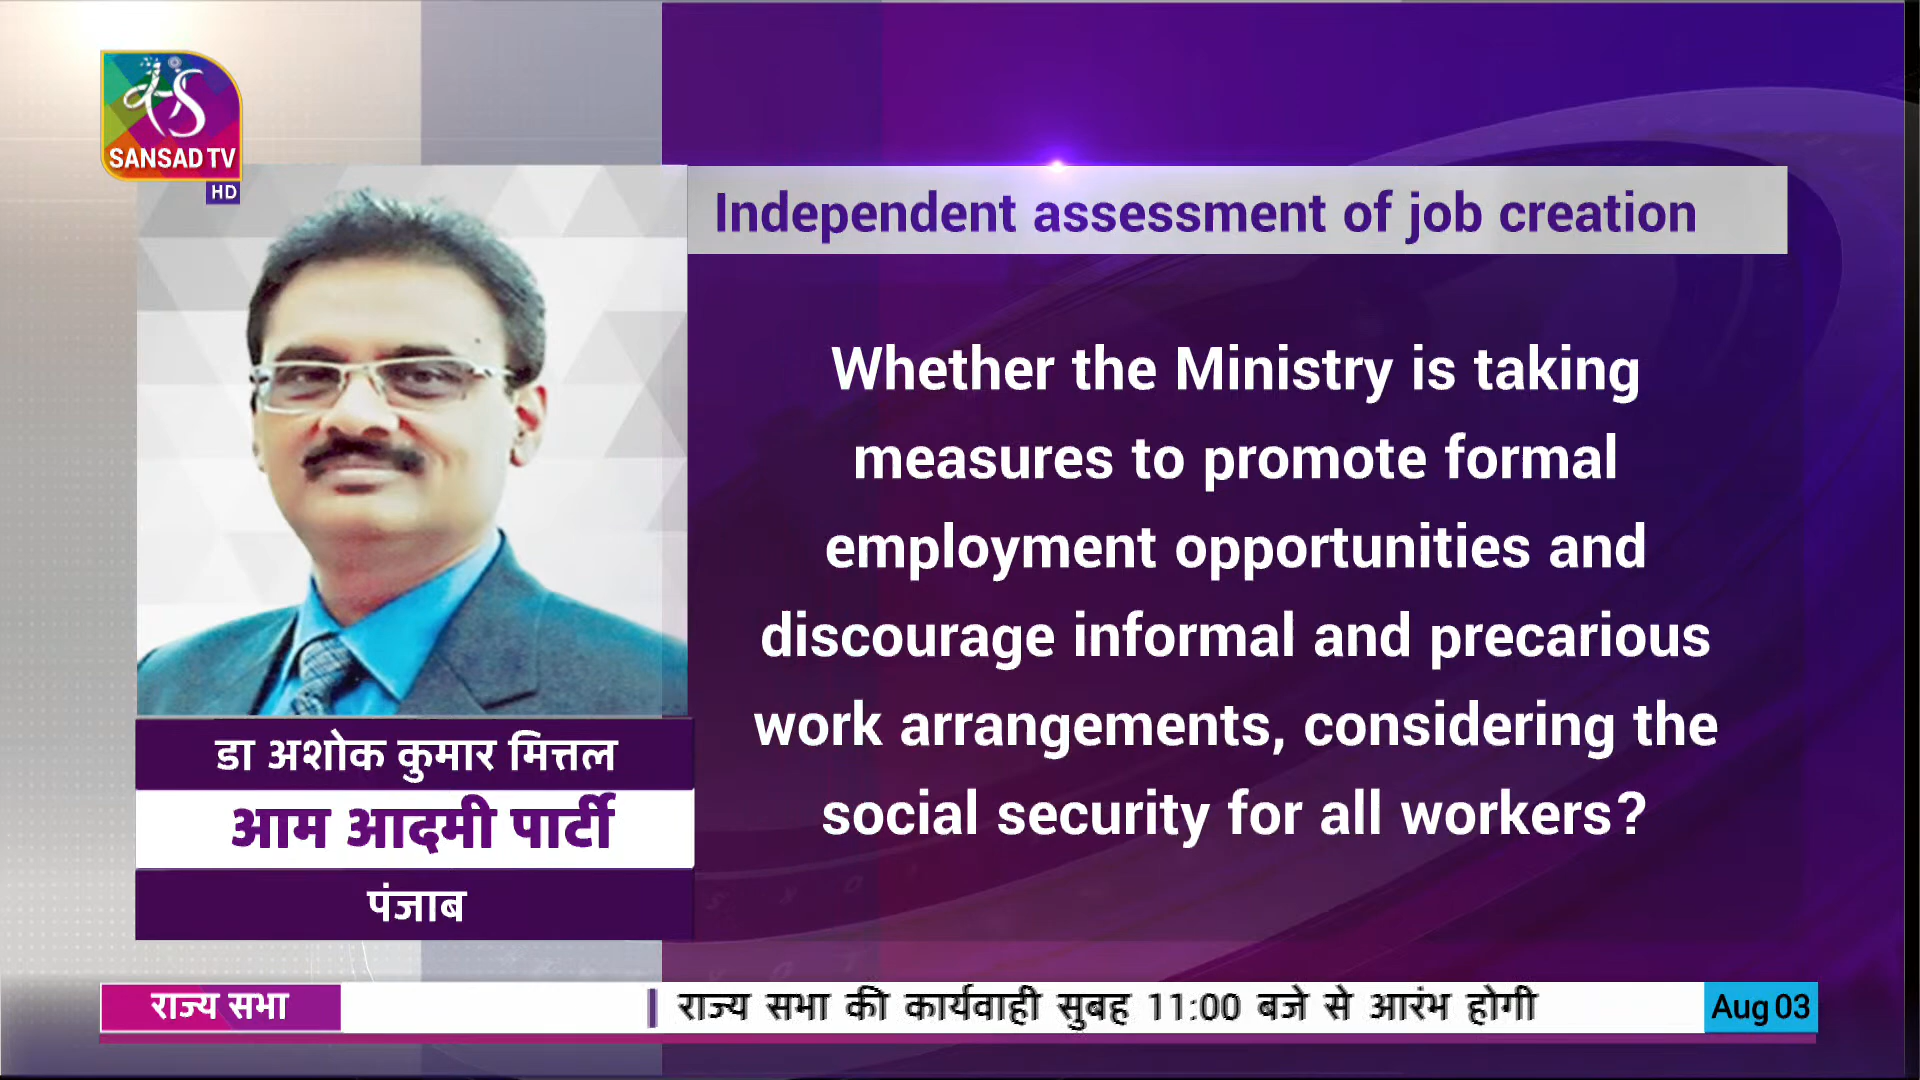 SANSAD TV
HD
Independent assessment of job creation
Whether the Ministry is taking
measures to promote formal
employment opportunities and
discourage informal and precarious
work arrangements, considering the
social security for all workers?
डा अशोक कुमार मित्तल
आम आदमी पार्टी
पंजाब
राज्य सभा
राज्य सभा की कार्यवाही सुबह 11:00 बजे से आरंभ होगी
Aug 03